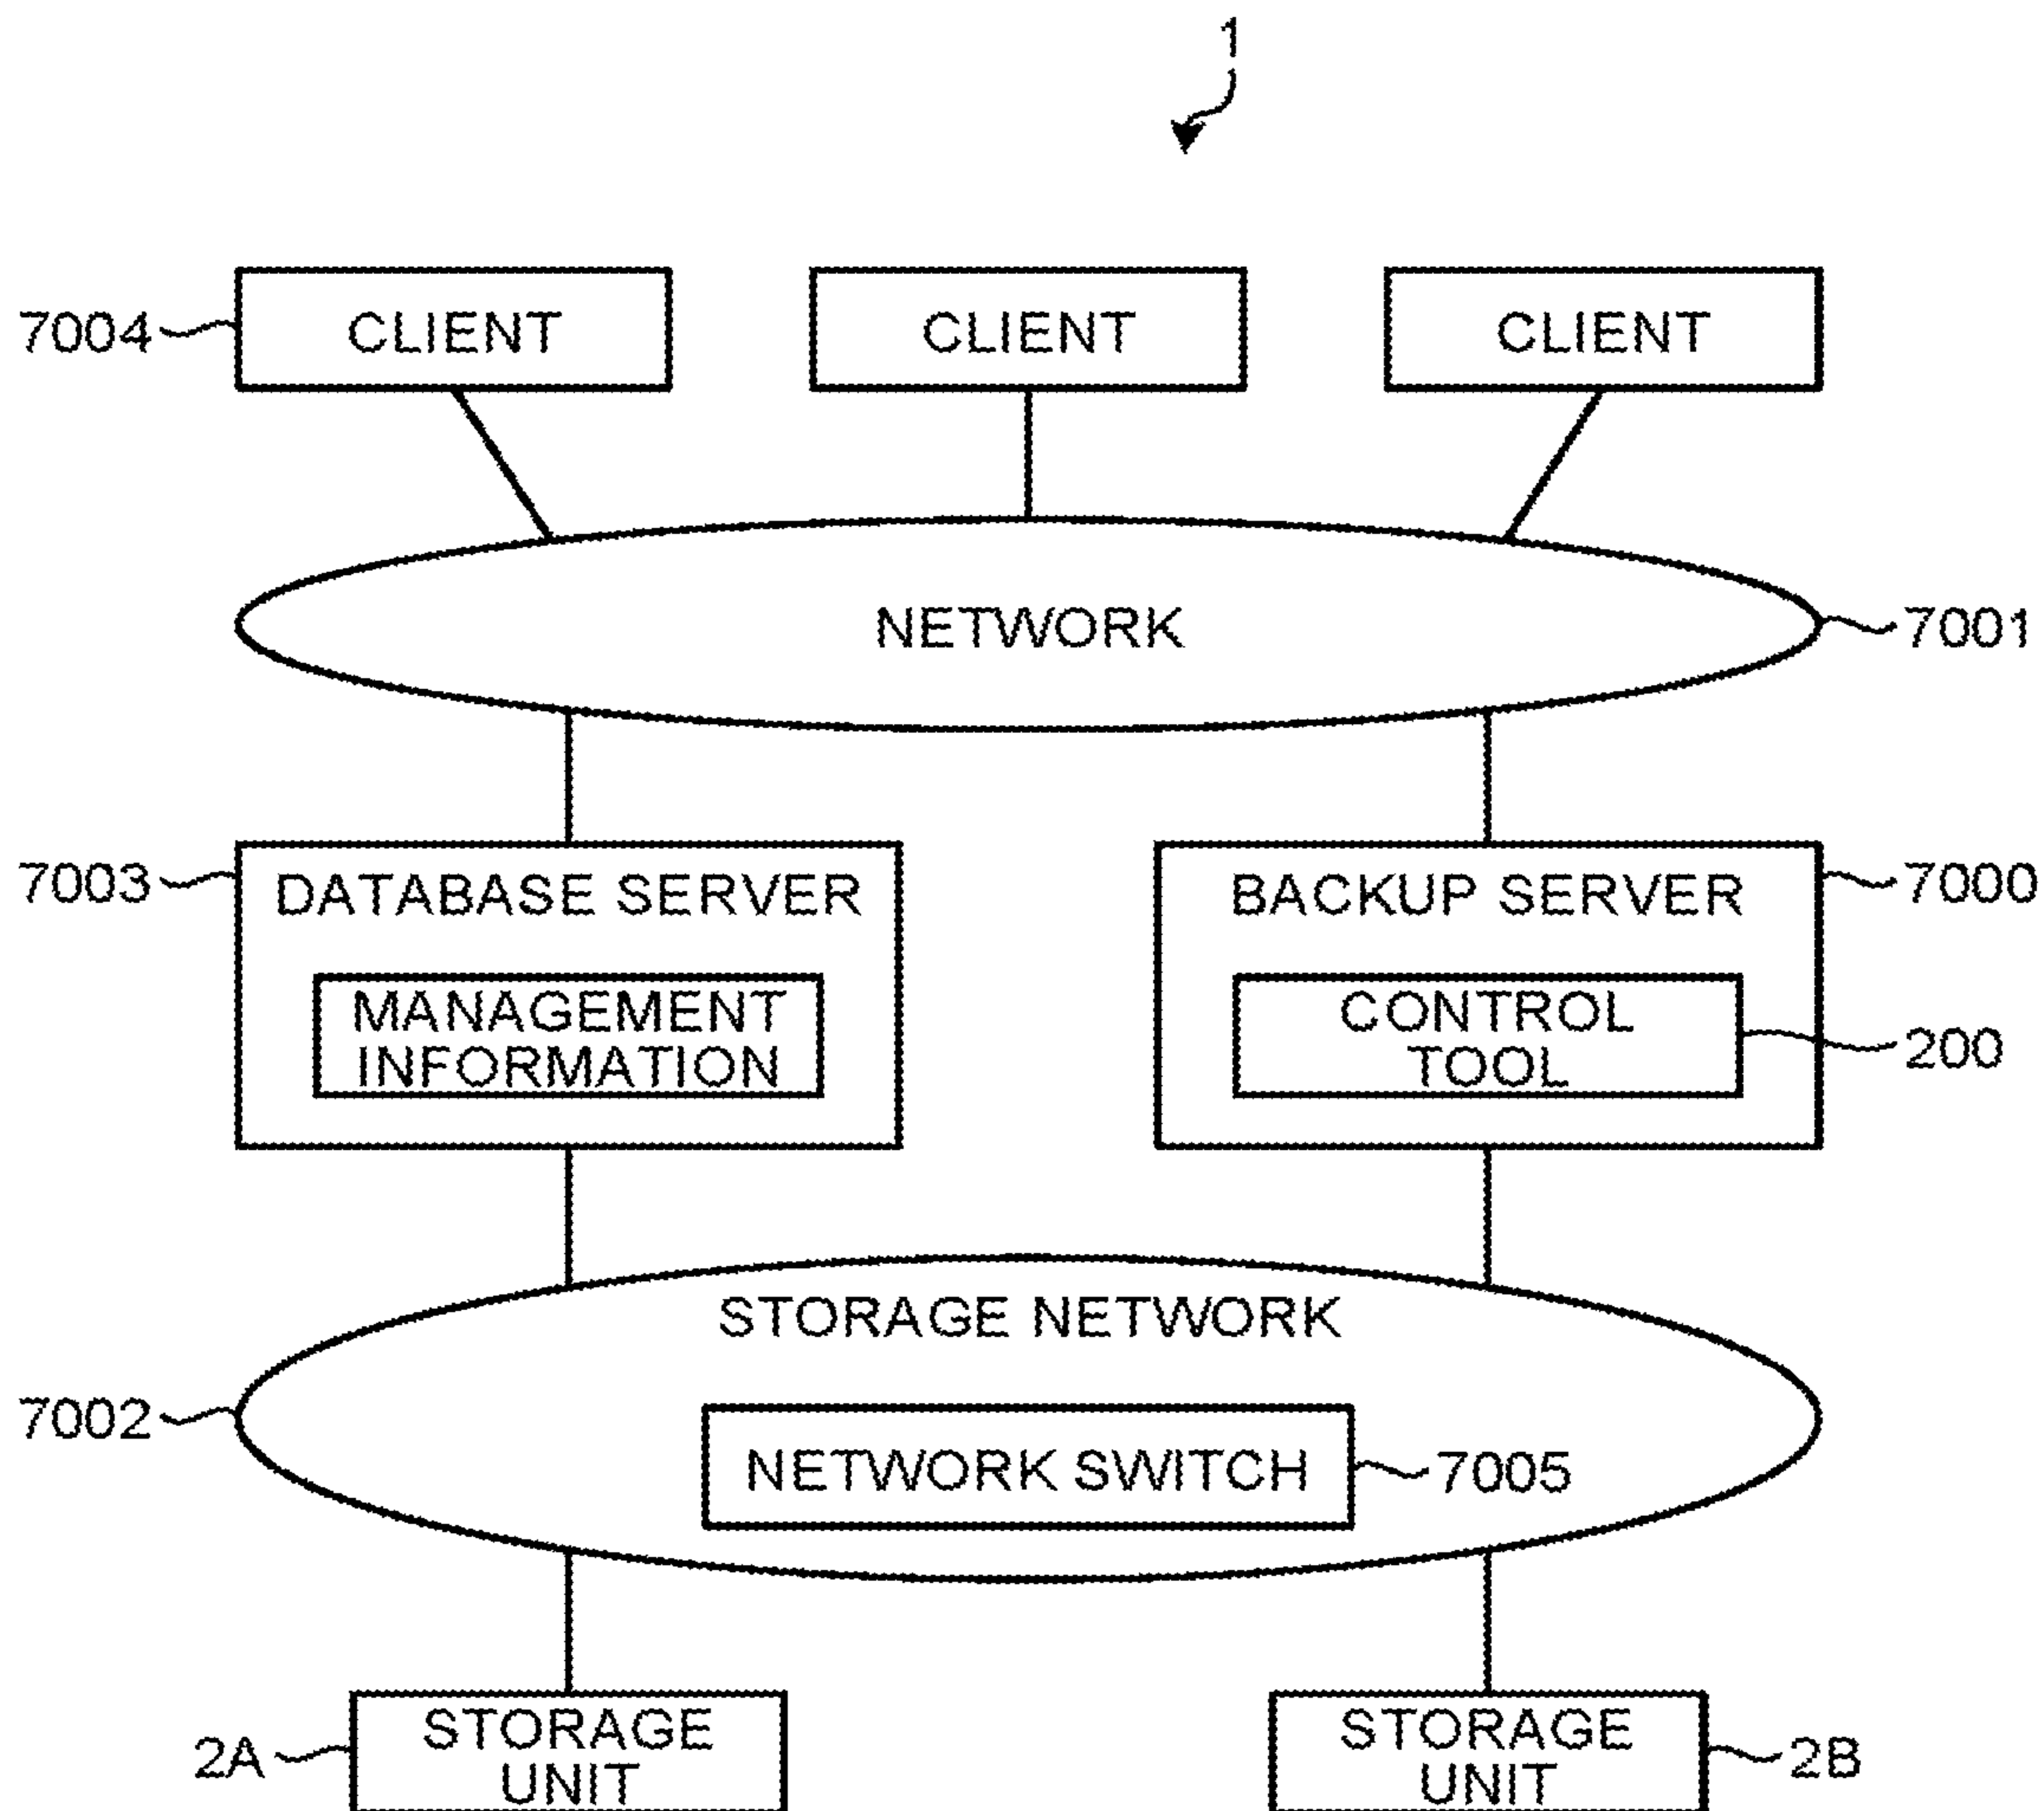 1
7004
CLIENT
CLIENT
CLIENT
NETWORK
7001
7003
DATABASE SERVER
BACKUP SERVER
7000
MANAGEMENT
INFORMATION
CONTROL
TOOL
200
STORAGE NETWORK
7002
NETWORK SWITCH
7005
2A
STORAGE
UNIT
STORAGE
UNIT
2B